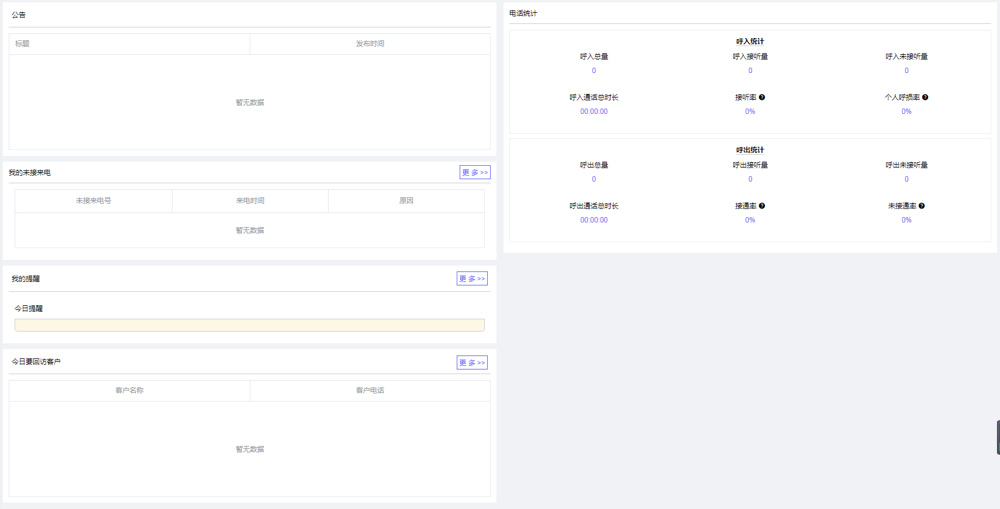 公告
标题 发布时间
暂无数据
我的未接来电 更 多 >>
未接来电号 来电时间 原因
暂无数据
我的提醒 更 多 >>
今日提醒
今日要回访客户 更 多 >>
客户名称 客户电话
暂无数据
电话统计
呼入统计
呼入总量 呼入接听量 呼入未接听量
0 0 0
呼入通话总时长 接听率 个人呼损率
00:00:00 0% 0%
呼出统计
呼出总量 呼出接听量 呼出未接听量
0 0 0
呼出通话总时长 接通率 未接通率
00:00:00 0% 0%